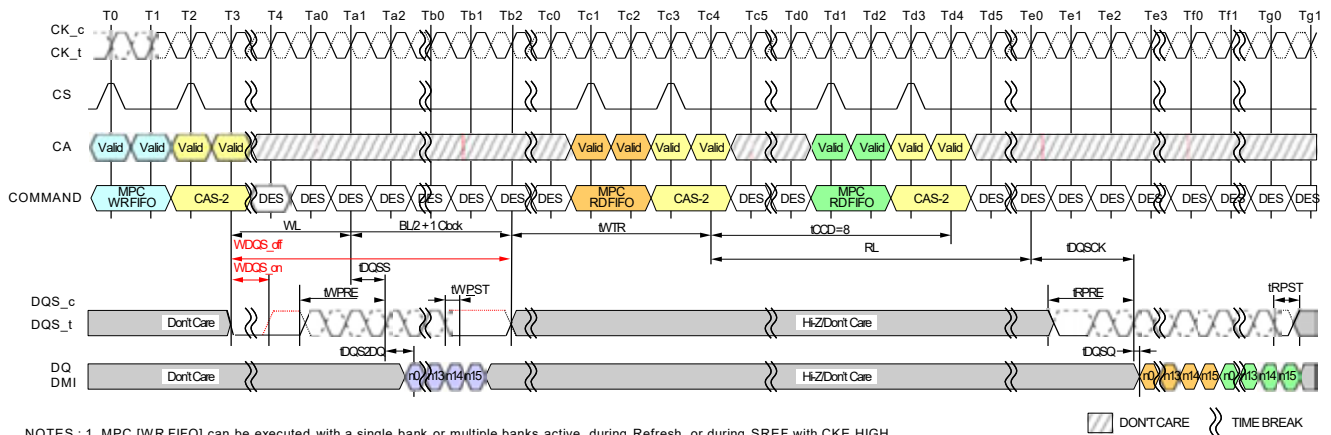 T0 T1 T2 T3 T4 Ta0 Ta1 Ta2 Tb0 Tb1 Tb2 Tc0 Tc1 Tc2 Tc3 Tc4 Tc5 Td0 Td1 Td2 Td3 Td4 Td5 Te0 Te1 Te2 Te3 Tf0 Tf1 Tg0 Tg1
CK_c
CK_t
CS
CA Valid Valid Valid Valid Valid Valid Valid Valid Valid Valid Valid Valid
COMMAND MPC WRFIFO CAS-2 DES DES DES DES DES DES DES DES MPC RDFIFO CAS-2 DES DES MPC RDFIFO CAS-2 DES DES DES DES DES DES DES DES DES
WL BL/2 + 1 Clock tWTR tCCD=8
WDQS_off RL tDQSCK
WDQS_on tDQSS
tWPRE tWPST tRPRE tRPST
DQS_c
DQS_t Don't Care Hi-Z/Don't Care
tDQS2DQ tDQSQ
DQ
DMI Don't Care n0 n13 n14 n15 Hi-Z/Don't Care n0 n13 n14 n15 n0 n13 n14 n15
DON'T CARE TIME BREAK
NOTES : 1. MPC [WR FIFO] can be executed with a single bank or multiple banks active, during Refresh, or during SREF with CKE HIGH.